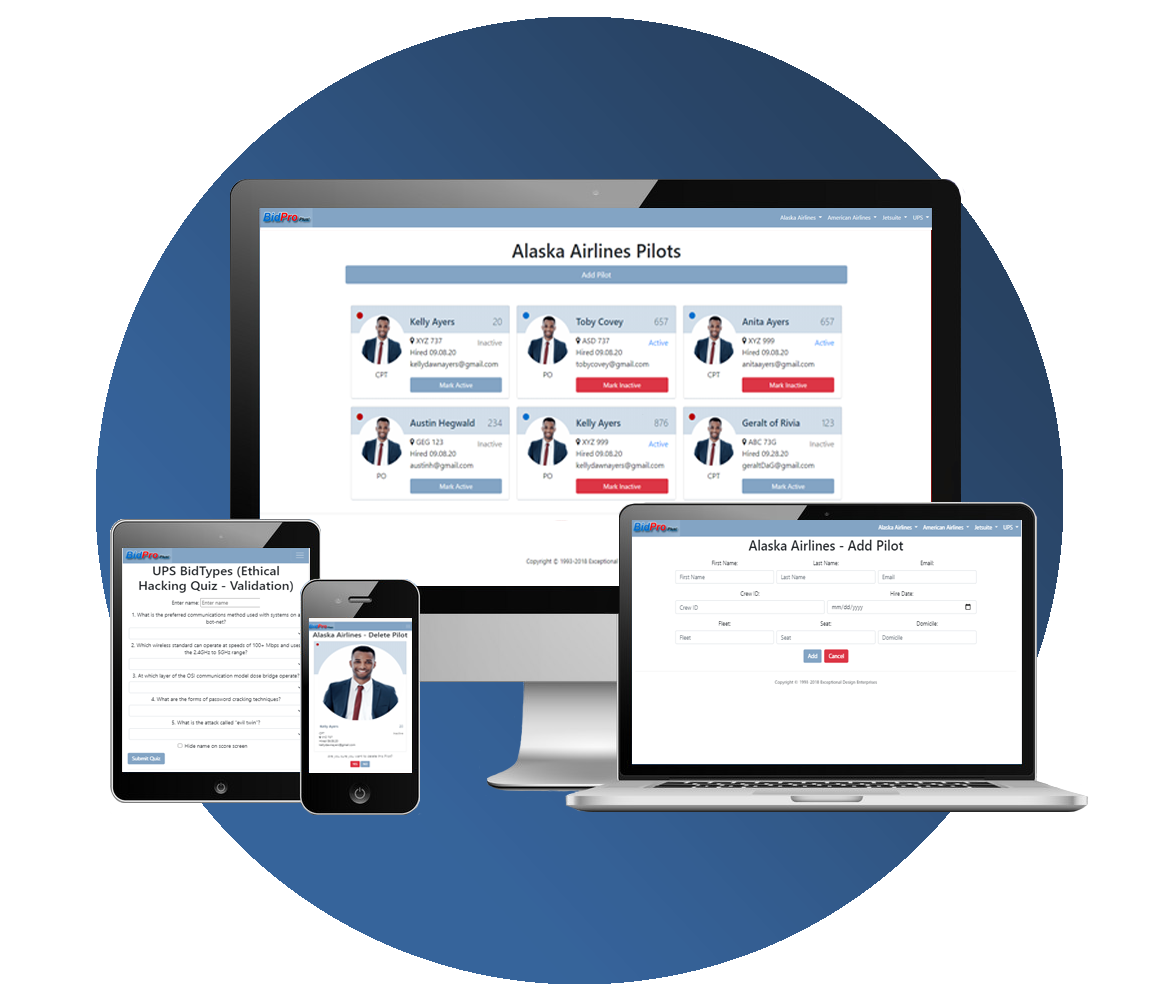 BidPro
Alaska Airlines American Airlines Jetsuite UPS
Alaska Airlines Pilots
Add Pilot
Kelly Ayers 20
XYZ 737 Inactive
Hired 09.08.20
kellydawnayers@gmail.com
CPT
Mark Active
Toby Covey 657
ASD 737 Active
Hired 09.08.20
tobycovey@gmail.com
PO
Mark Inactive
Anita Ayers 657
XYZ 999 Active
Hired 09.08.20
anitaayers@gmail.com
CPT
Mark Inactive
Austin Hegwald 234
GEG 123 Inactive
Hired 09.08.20
austinh@gmail.com
PO
Mark Active
Kelly Ayers 876
XYZ 999 Active
Hired 09.08.20
kellydawnayers@gmail.com
PO
Mark Inactive
Geralt of Rivia 123
ABC 73G Inactive
Hired 09.28.20
geraltDaG@gmail.com
CPT
Mark Active
Copyright © 1993-2018 Exceptional
BidPro
UPS BidTypes (Ethical
Hacking Quiz - Validation)
Enter name: Enter name
1. What is the preferred communications method used with systems on a
bot-net?
2. Which wireless standard can operate at speeds of 100+ Mbps and uses
the 2.4GHz to 5GHz range?
3. At which layer of the OSI communication model dose bridge operate?
4. What are the forms of password cracking techniques?
5. What is the attack called "evil twin"?
Hide name on score screen
Submit Quiz
BidPro
Alaska Airlines - Delete Pilot
Kelly Ayers 20
CPT Inactive
XYZ 737
Hired 09.08.20
kellydawnayers@gmail.com
BidPro
Alaska Airlines American Airlines Jetsuite UPS
Alaska Airlines - Add Pilot
First Name: Last Name: Email:
First Name Last Name Email
Crew ID: Hire Date:
Crew ID mm/dd/yyyy
Fleet: Seat: Domicile:
Fleet Seat Domicile
Add Cancel
Copyright © 1993-2018 Exceptional Design Enterprises